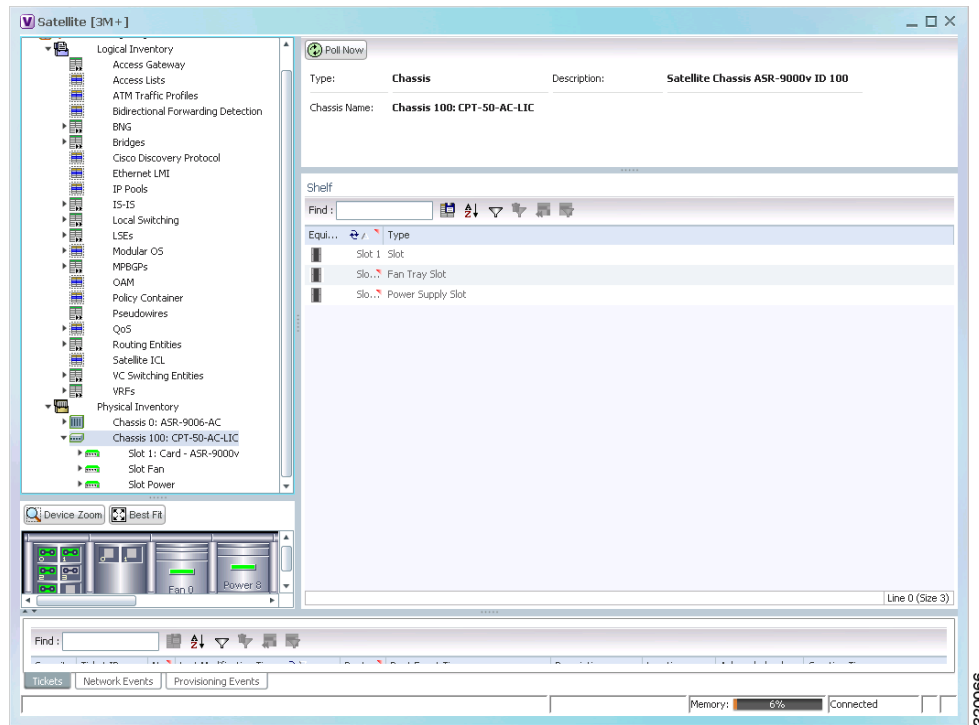 Satellite [3M+]
Logical Inventory
Access Gateway
Access Lists
ATM Traffic Profiles
Bidirectional Forwarding Detection
BNG
Bridges
Cisco Discovery Protocol
Ethernet LMI
IP Pools
IS-IS
Local Switching
LSEs
Modular OS
MPBGPs
OAM
Policy Container
Pseudowires
QoS
Routing Entities
Satellite ICL
VC Switching Entities
VRFs
Physical Inventory
Chassis 0: ASR-9006-AC
Chassis 100: CPT-50-AC-LIC
Slot 1: Card - ASR-9000v
Slot Fan
Slot Power
Device Zoom Best Fit
Fan 0 Power 8
Poll Now
Type: Chassis Description: Satellite Chassis ASR-9000v ID 100
Chassis Name: Chassis 100: CPT-50-AC-LIC
Shelf
Find :
Equi... Type
Slot 1 Slot
Slo... Fan Tray Slot
Slo... Power Supply Slot
Line 0 (Size 3)
Find :
Tickets Network Events Provisioning Events
Memory: 6% Connected